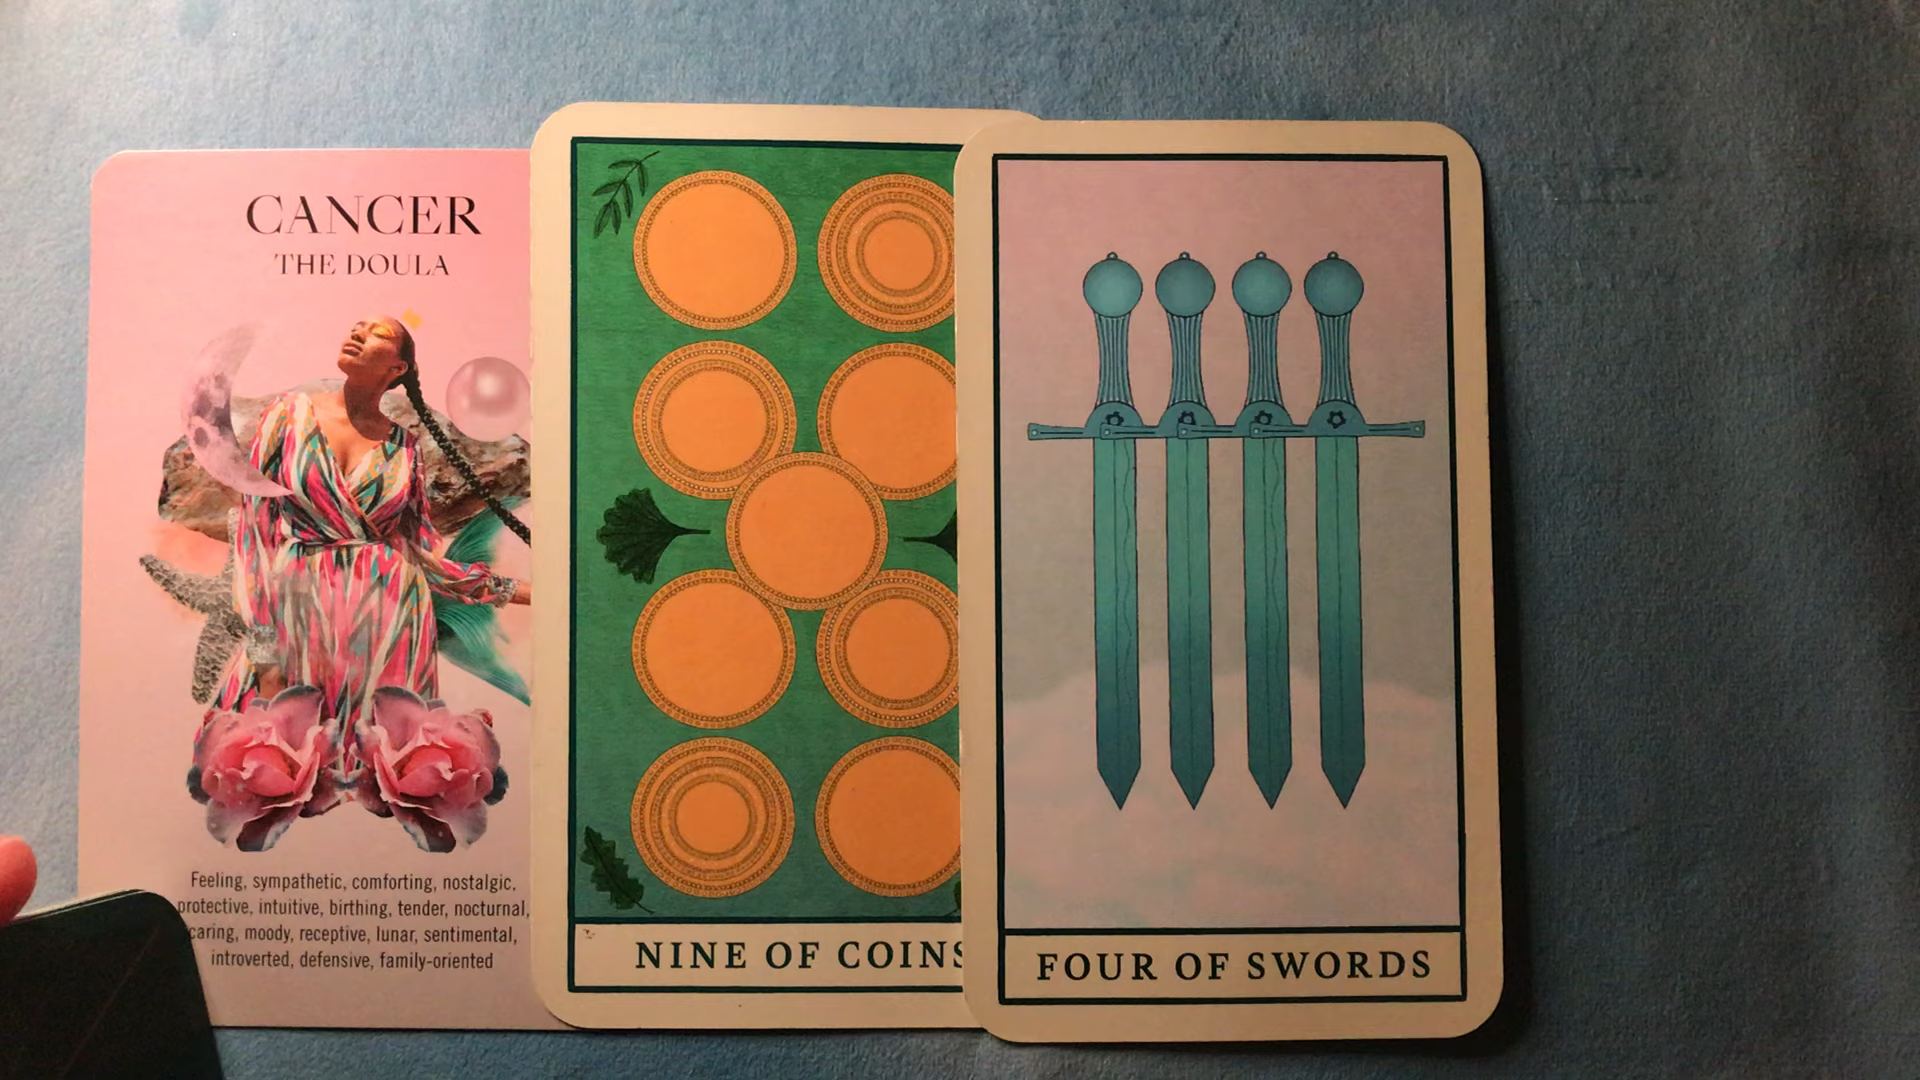 CANCER
THE DOULA
Feeling, sympathetic, comforting, nostalgic,
protective, intuitive, birthing, tender, nocturnal,
caring, moody, receptive, lunar, sentimental,
introverted, defensive, family-oriented
NINE OF COINS
FOUR OF SWORDS